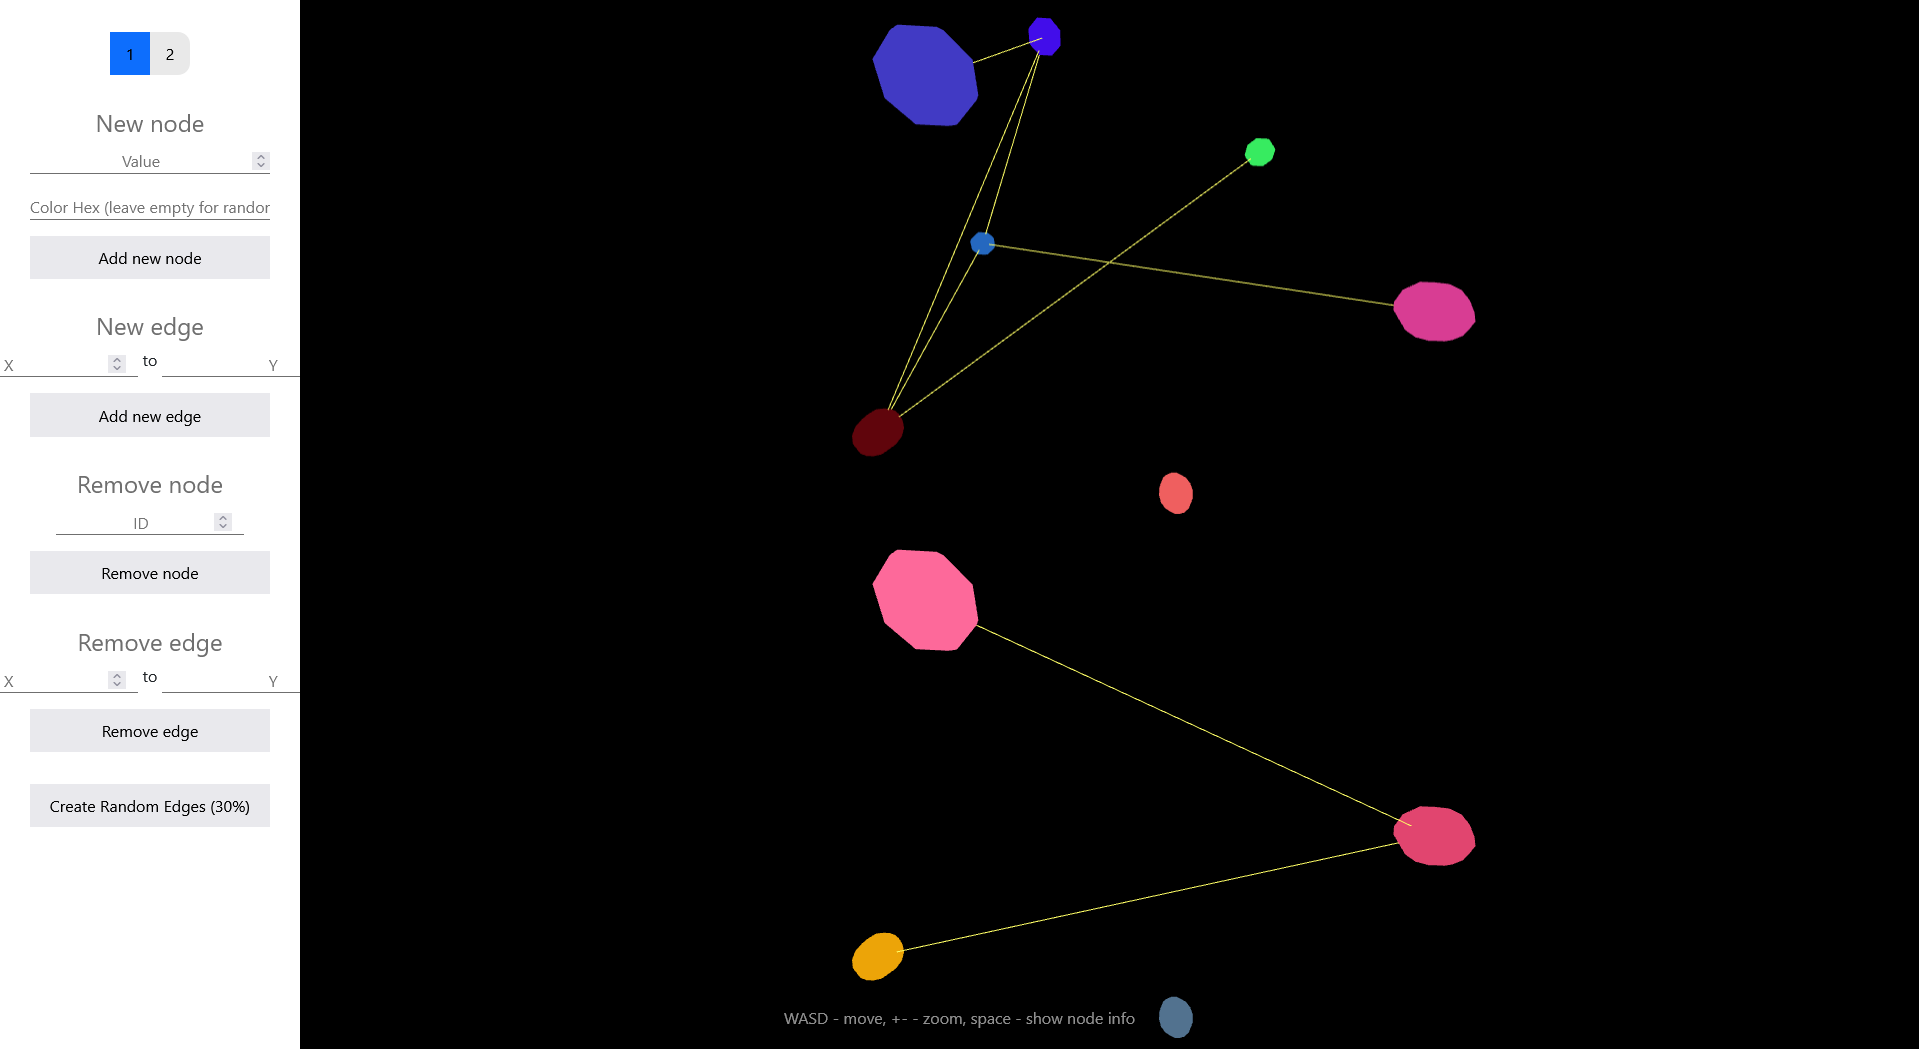 1 2
New node
Value
Color Hex (leave empty for randor
Add new node
New edge
X to Y
Add new edge
Remove node
ID
Remove node
Remove edge
X to Y
Remove edge
Create Random Edges (30%)
WASD - move, +- - zoom, space - show node info